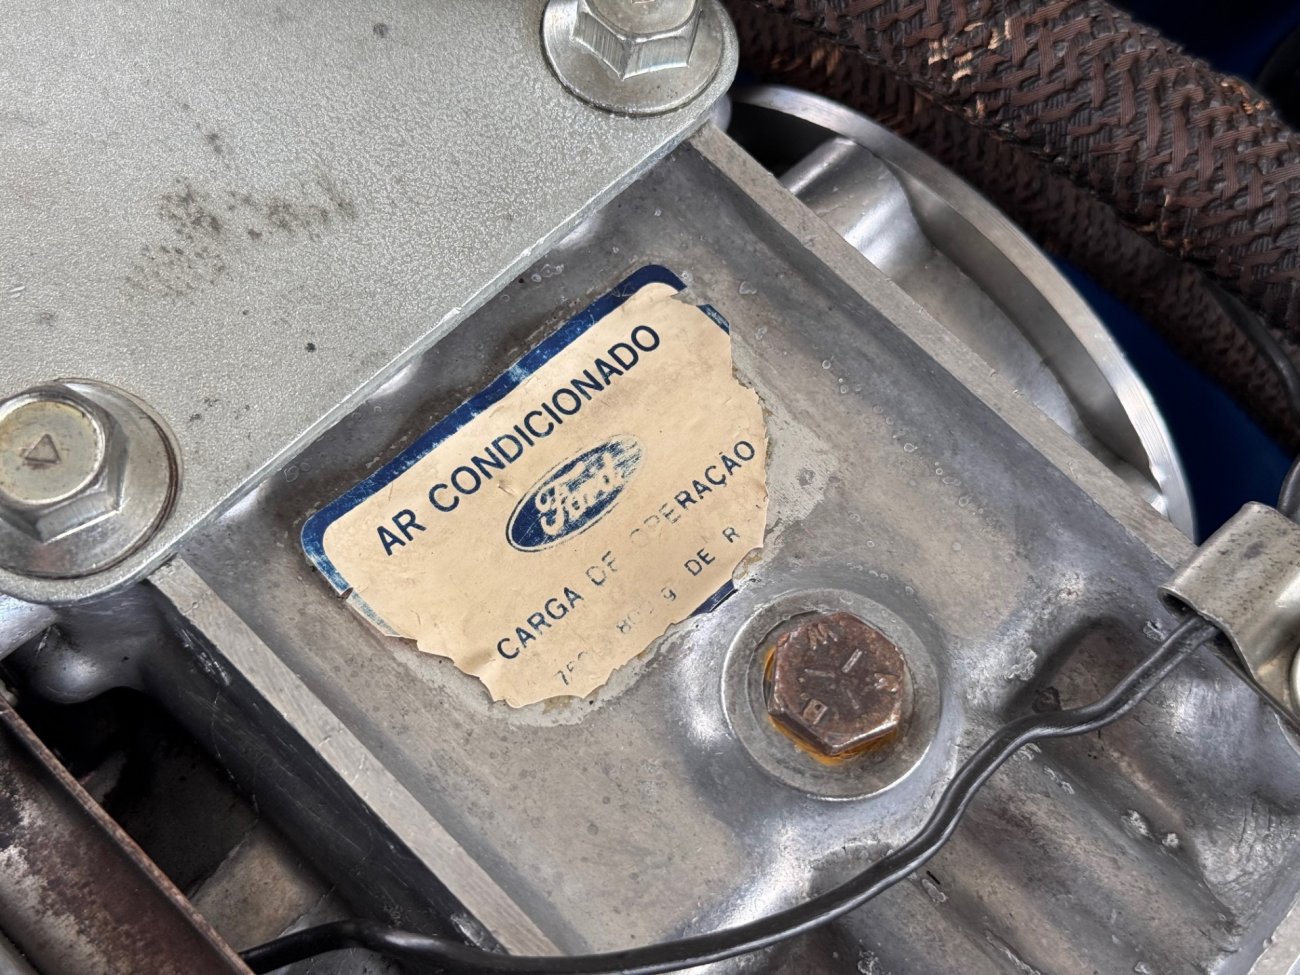 AR CONDICIONADO
Ford
CARGA DE OPERAÇÃO
g DE R